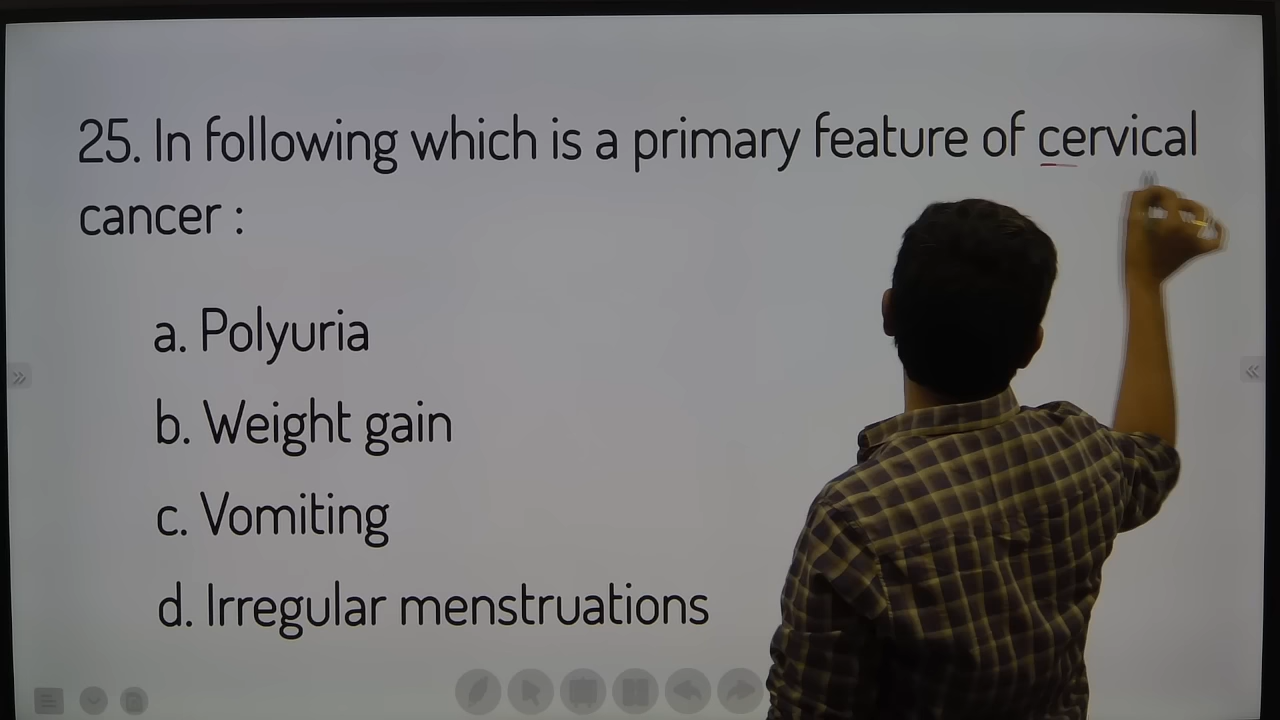 25. In following which is a primary feature of cervical
cancer :
a. Polyuria
b. Weight gain
c. Vomiting
d. Irregular menstruations